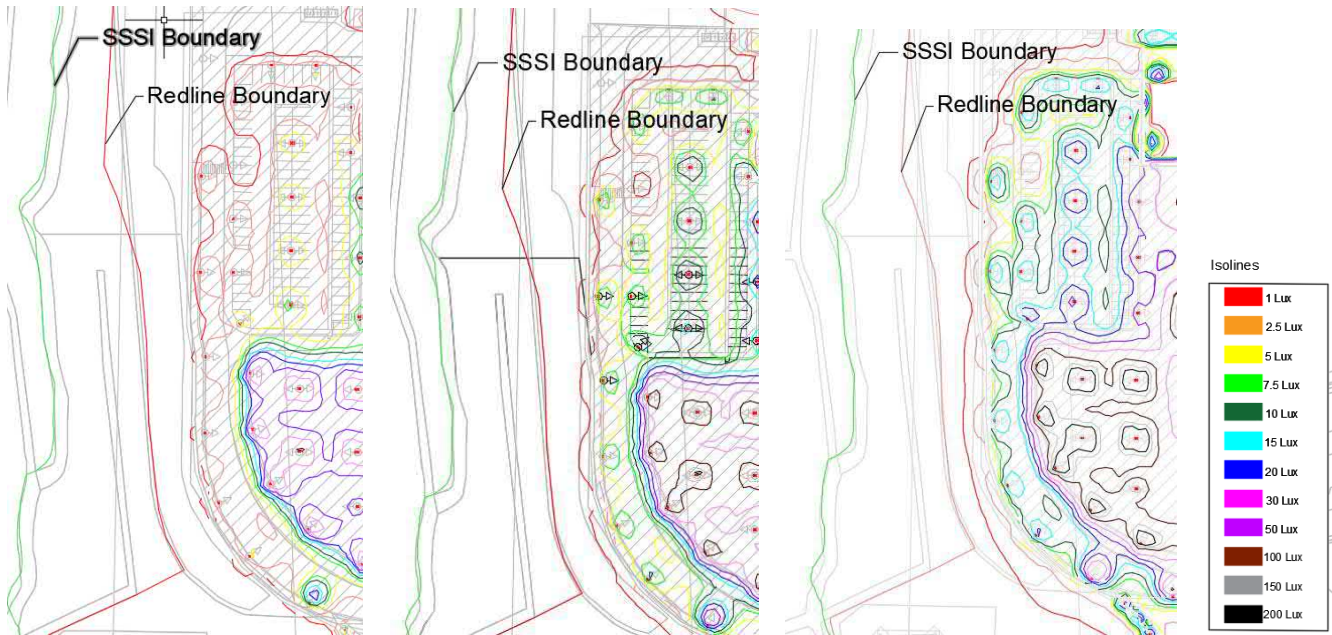 SSSI Boundary
Redline Boundary
SSSI Boundary
Redline Boundary
SSSI Boundary
Redline Boundary
Isolines
1 Lux
2.5 Lux
5 Lux
7.5 Lux
10 Lux
15 Lux
20 Lux
30 Lux
50 Lux
100 Lux
150 Lux
200 Lux